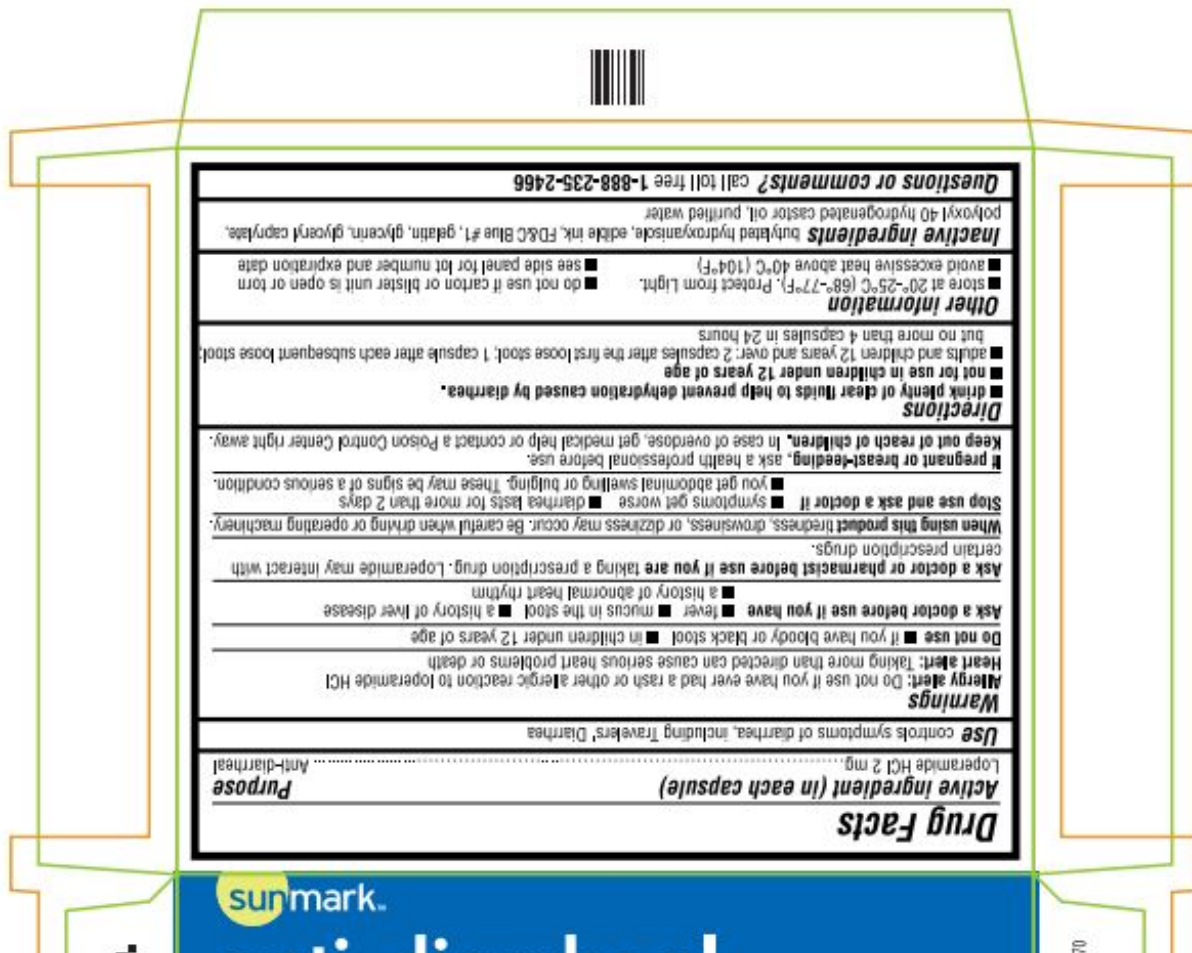 Drug Facts
Active ingredient (in each capsule) Purpose
Loperamide HCl 2 mg........................................................................................ Anti-diarrheal
Use controls symptoms of diarrhea, including Travelers' Diarrhea
Warnings
Allergy alert: Do not use if you have ever had a rash or other allergic reaction to loperamide HCl
Heart alert: Taking more than directed can cause serious heart problems or death
Do not use ■ if you have bloody or black stool ■ in children under 12 years of age
Ask a doctor before use if you have ■ fever ■ mucus in the stool ■ a history of liver disease
■ a history of abnormal heart rhythm
Ask a doctor or pharmacist before use if you are taking a prescription drug. Loperamide may interact with
certain prescription drugs.
When using this product tiredness, drowsiness, or dizziness may occur. Be careful when driving or operating machinery.
Stop use and ask a doctor if ■ symptoms get worse ■ diarrhea lasts for more than 2 days
■ you get abdominal swelling or bulging. These may be signs of a serious condition.
If pregnant or breast-feeding, ask a health professional before use.
Keep out of reach of children. In case of overdose, get medical help or contact a Poison Control Center right away.
Directions
■ drink plenty of clear fluids to help prevent dehydration caused by diarrhea.
■ not for use in children under 12 years of age
■ adults and children 12 years and over: 2 capsules after the first loose stool; 1 capsule after each subsequent loose stool;
but no more than 4 capsules in 24 hours
Other information
■ store at 20°-25°C (68°-77°F). Protect from Light. ■ do not use if carton or blister unit is open or torn
■ avoid excessive heat above 40°C (104°F) ■ see side panel for lot number and expiration date
Inactive ingredients butylated hydroxyanisole, edible ink, FD&C Blue #1, gelatin, glycerin, glyceryl caprylate,
polyoxyl 40 hydrogenated castor oil, purified water
Questions or comments? call toll free 1-888-235-2466
sunmark™
70